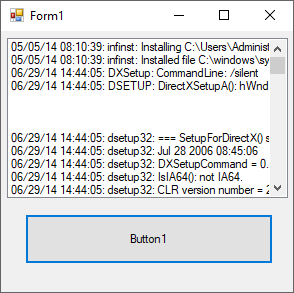 Form1
05/05/14 08:10:39: infinst: Installing C:\Users\Administ
05/05/14 08:10:39: infinst: Installed file C:\windows\sy
06/29/14 14:44:05: DXSetup: CommandLine: /silent
06/29/14 14:44:05: DSETUP: DirectXSetupA(): hWnd
06/29/14 14:44:05: dsetup32: === SetupForDirectX() s
06/29/14 14:44:05: dsetup32: Jul 28 2006 08:45:06
06/29/14 14:44:05: dsetup32: DXSetupCommand = 0.
06/29/14 14:44:05: dsetup32: IsIA64(): not IA64.
06/29/14 14:44:05: dsetup32: CLR version number = 2
Button1